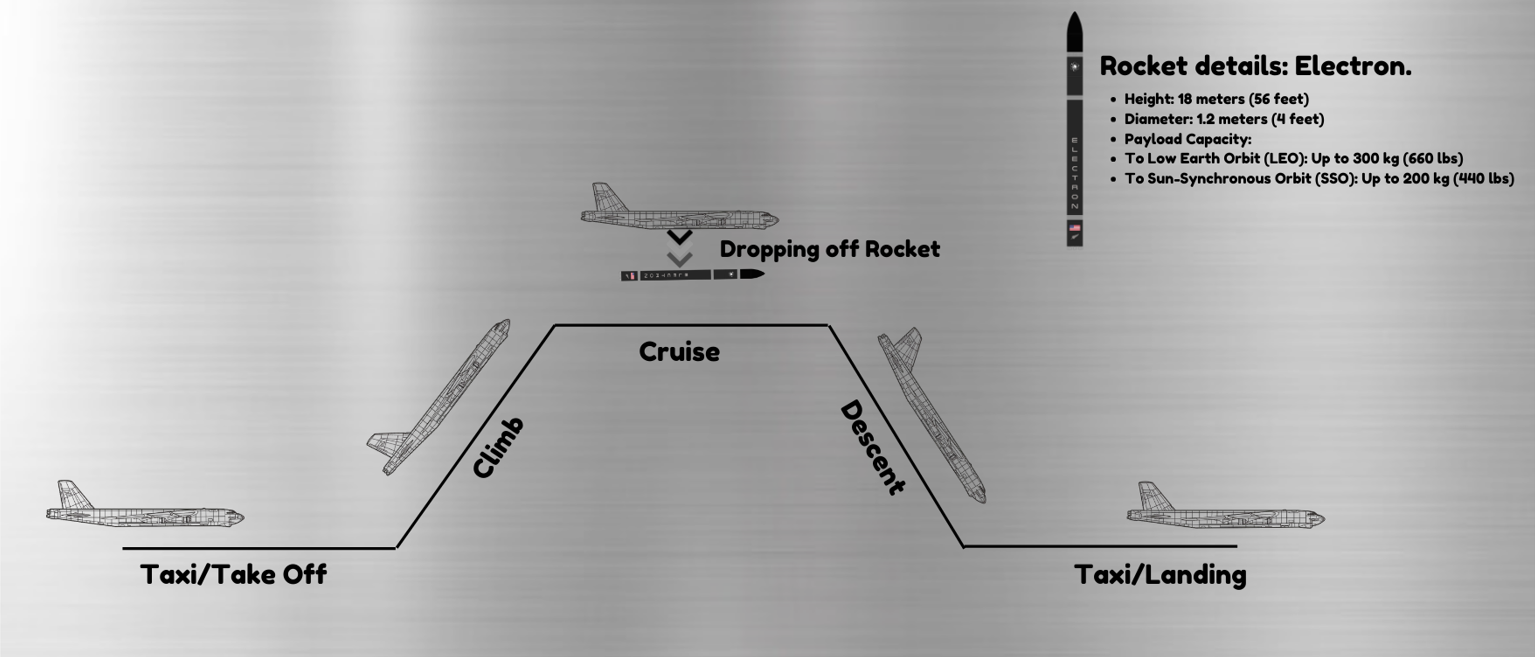 Rocket details: Electron.
• Height: 18 meters (56 feet)
• Diameter: 1.2 meters (4 feet)
• Payload Capacity:
• To Low Earth Orbit (LEO): Up to 300 kg (660 lbs)
• To Sun-Synchronous Orbit (SSO): Up to 200 kg (440 lbs)
ELECTRON
Dropping off Rocket
Cruise
Climb
Descent
Taxi/Take Off
Taxi/Landing